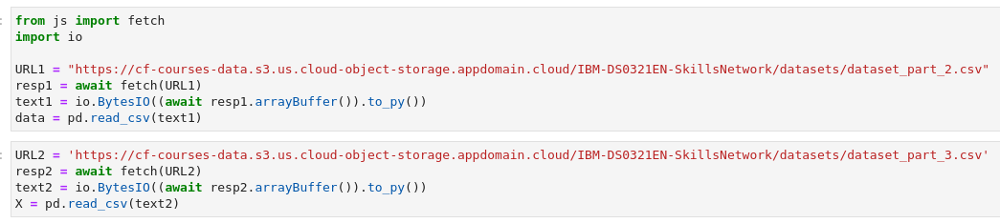 from js import fetch
import io
URL1 = "https://cf-courses-data.s3.us.cloud-object-storage.appdomain.cloud/IBM-DS0321EN-SkillsNetwork/datasets/dataset_part_2.csv"
resp1 = await fetch(URL1)
text1 = io.BytesIO((await resp1.arrayBuffer()).to_py())
data = pd.read_csv(text1)
URL2 = 'https://cf-courses-data.s3.us.cloud-object-storage.appdomain.cloud/IBM-DS0321EN-SkillsNetwork/datasets/dataset_part_3.csv'
resp2 = await fetch(URL2)
text2 = io.BytesIO((await resp2.arrayBuffer()).to_py())
X = pd.read_csv(text2)